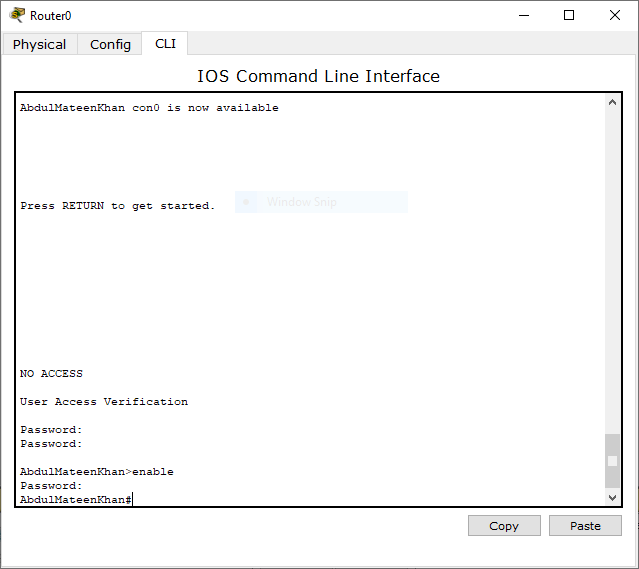 Router0
Physical Config CLI
IOS Command Line Interface
AbdulMateenKhan con0 is now available
Press RETURN to get started.
Window Snip
NO ACCESS
User Access Verification
Password:
Password:
AbdulMateenKhan>enable
Password:
AbdulMateenKhan#
Copy Paste